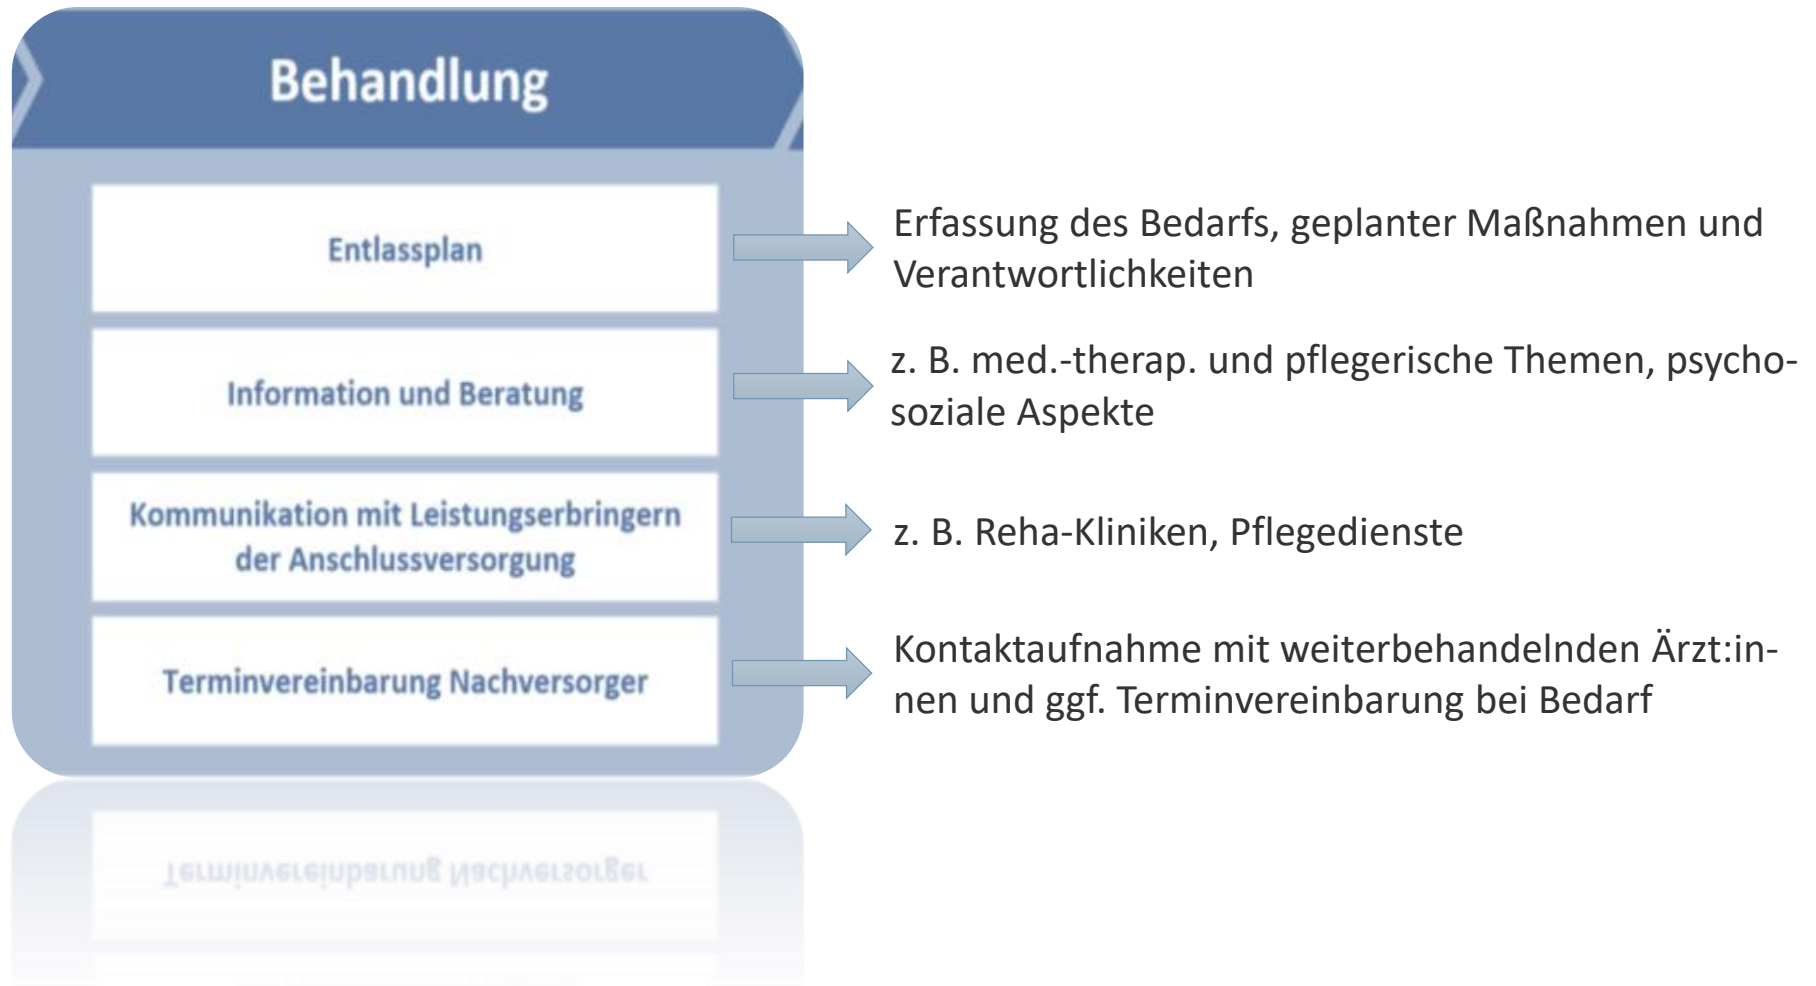 Behandlung
Entlassplan
Erfassung des Bedarfs, geplanter Maßnahmen und
Verantwortlichkeiten
Information und Beratung
z. B. med.-therap. und pflegerische Themen, psycho-
soziale Aspekte
Kommunikation mit Leistungserbringern
der Anschlussversorgung
z. B. Reha-Kliniken, Pflegedienste
Terminvereinbarung Nachversorger
Kontaktaufnahme mit weiterbehandelnden Ärzt:in-
nen und ggf. Terminvereinbarung bei Bedarf
Terminvereinbarung Nachversorger